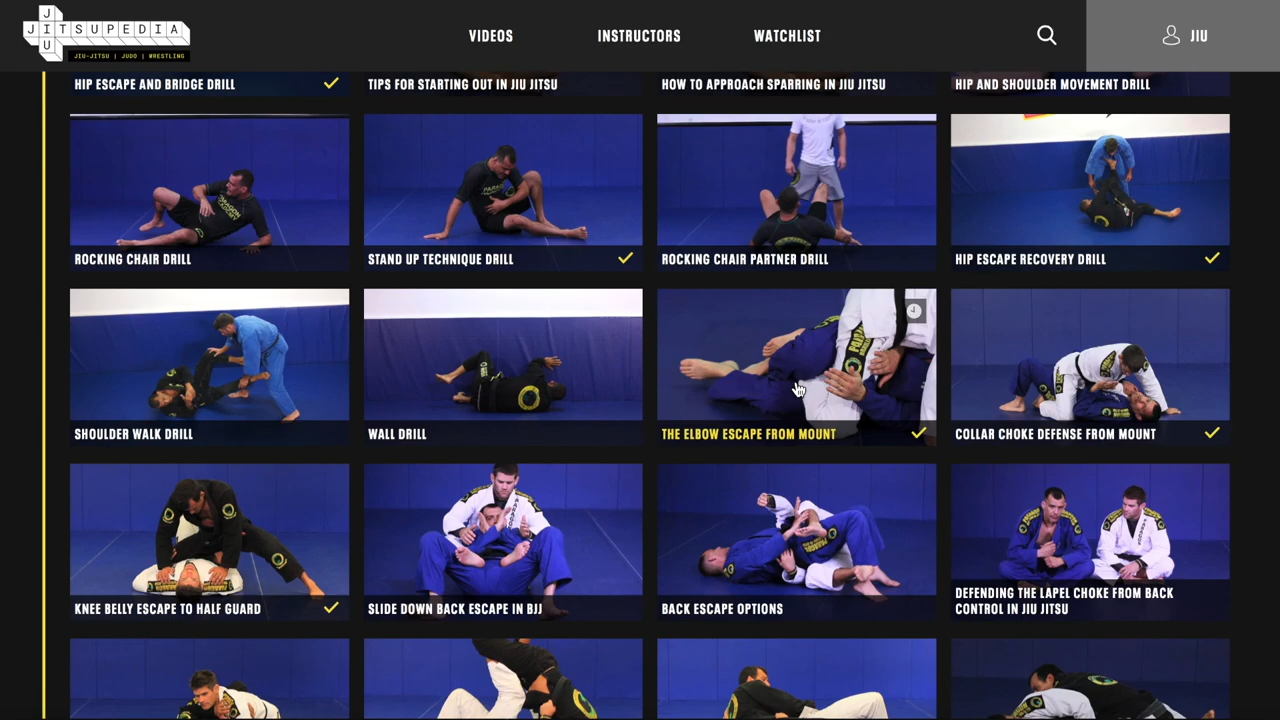 JIU
JITSUPEDIA
JIU-JITSU | JUDO | WRESTLING
VIDEOS
INSTRUCTORS
WATCHLIST
JIU
HIP ESCAPE AND BRIDGE DRILL
TIPS FOR STARTING OUT IN JIU JITSU
HOW TO APPROACH SPARRING IN JIU JITSU
HIP AND SHOULDER MOVEMENT DRILL
ROCKING CHAIR DRILL
STAND UP TECHNIQUE DRILL
ROCKING CHAIR PARTNER DRILL
HIP ESCAPE RECOVERY DRILL
SHOULDER WALK DRILL
WALL DRILL
THE ELBOW ESCAPE FROM MOUNT
COLLAR CHOKE DEFENSE FROM MOUNT
KNEE BELLY ESCAPE TO HALF GUARD
SLIDE DOWN BACK ESCAPE IN BJJ
BACK ESCAPE OPTIONS
DEFENDING THE LAPEL CHOKE FROM BACK
CONTROL IN JIU JITSU